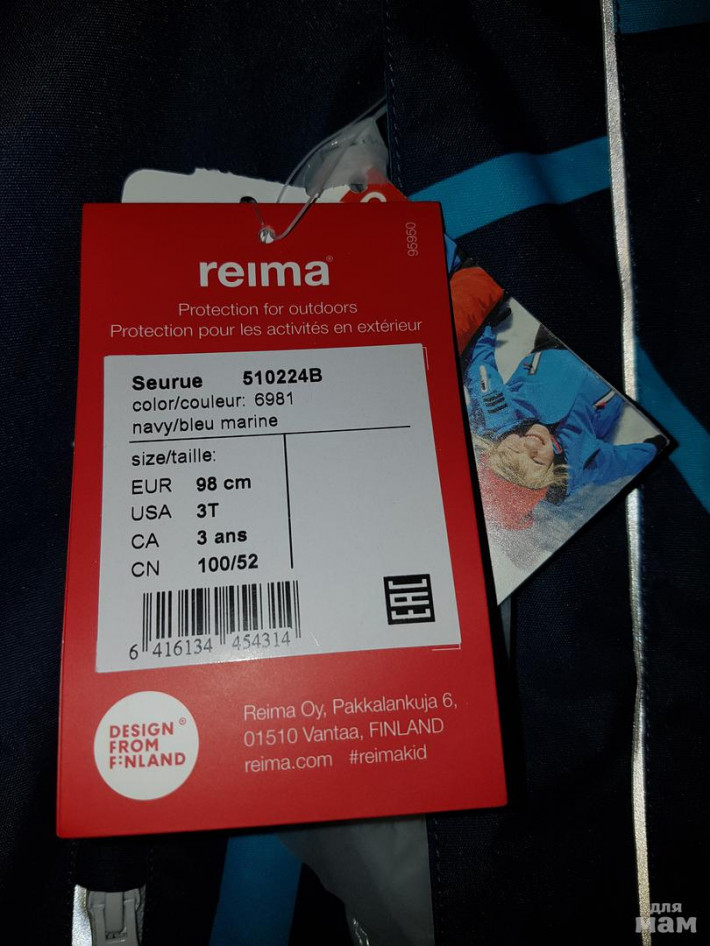 95950
reima®
Protection for outdoors
Protection pour les activités en extérieur
Seurue 510224B
color/couleur: 6981
navy/bleu marine
size/taille:
EUR 98 cm
USA 3T
CA 3 ans
CN 100/52
EAC
6 416134 454314
DESIGN ®
FROM
FINLAND
Reima Oy, Pakkalankuja 6,
01510 Vantaa, FINLAND
reima.com #reimakid
для
мам